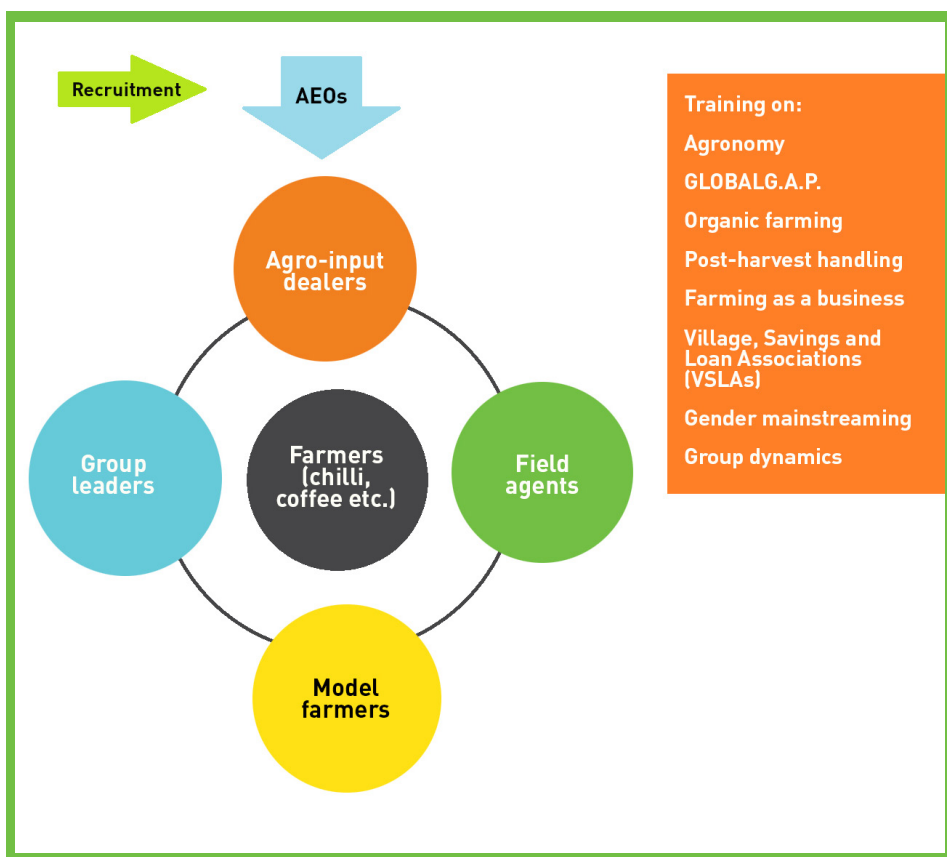 Recruitment
AEOs
Agro-input
dealers
Group
leaders
Farmers
(chilli,
coffee etc.)
Field
agents
Model
farmers
Training on:
Agronomy
GLOBALG.A.P.
Organic farming
Post-harvest handling
Farming as a business
Village, Savings and
Loan Associations
(VSLAs)
Gender mainstreaming
Group dynamics